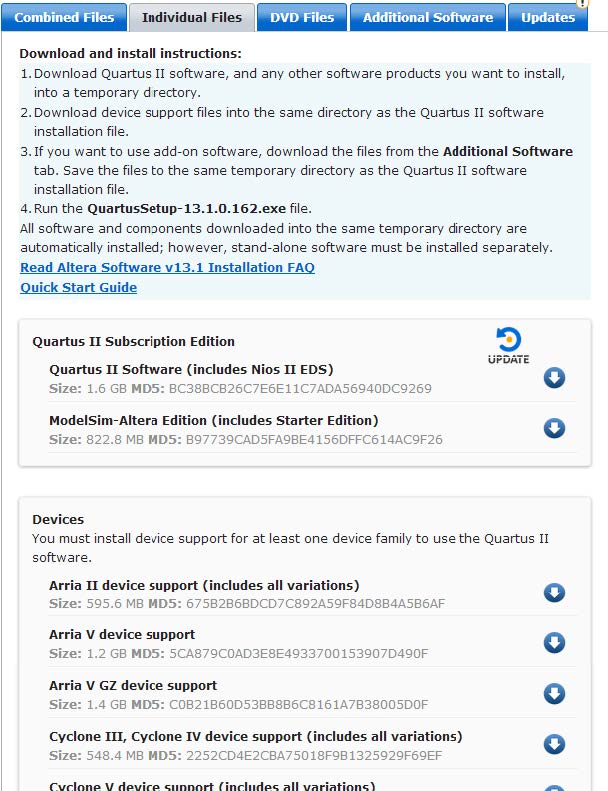 Combined Files
Individual Files
DVD Files
Additional Software
Updates
Download and install instructions:
1. Download Quartus II software, and any other software products you want to install,
into a temporary directory.
2. Download device support files into the same directory as the Quartus II software
installation file.
3. If you want to use add-on software, download the files from the Additional Software
tab. Save the files to the same temporary directory as the Quartus II software
installation file.
4. Run the QuartusSetup-13.1.0.162.exe file.
All software and components downloaded into the same temporary directory are
automatically installed; however, stand-alone software must be installed separately.
Read Altera Software v13.1 Installation FAQ
Quick Start Guide
Quartus II Subscription Edition
UPDATE
Quartus II Software (includes Nios II EDS)
Size: 1.6 GB MD5: BC38BCB26C7E6E11C7ADA56940DC9269
ModelSim-Altera Edition (includes Starter Edition)
Size: 822.8 MB MD5: B97739CAD5FA9BE4156DFFC614AC9F26
Devices
You must install device support for at least one device family to use the Quartus II
software.
Arria II device support (includes all variations)
Size: 595.6 MB MD5: 675B2B6BDCD7C892A59F84D8B4A5B6AF
Arria V device support
Size: 1.2 GB MD5: 5CA879C0AD3E8E4933700153907D490F
Arria V GZ device support
Size: 1.4 GB MD5: C0B21B60D53BB8B6C8161A7B38005D0F
Cyclone III, Cyclone IV device support (includes all variations)
Size: 548.4 MB MD5: 2252CD4E2CBA75018F9B1325929F69EF
Cyclone V device support (includes all variations)